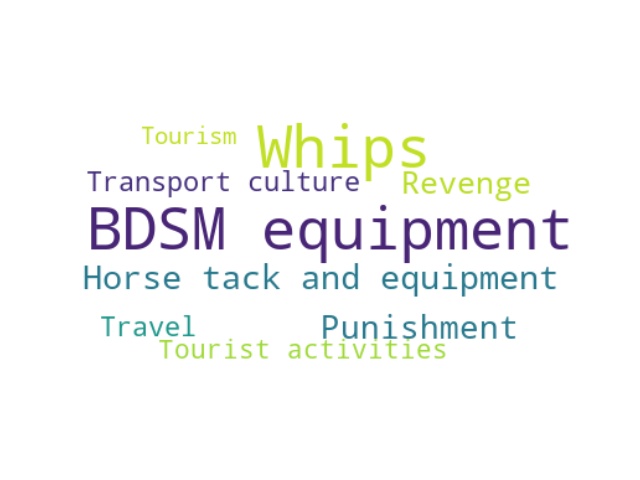 Tourism
Whips
Transport culture
Revenge
BDSM equipment
Horse tack and equipment
Travel
Punishment
Tourist activities